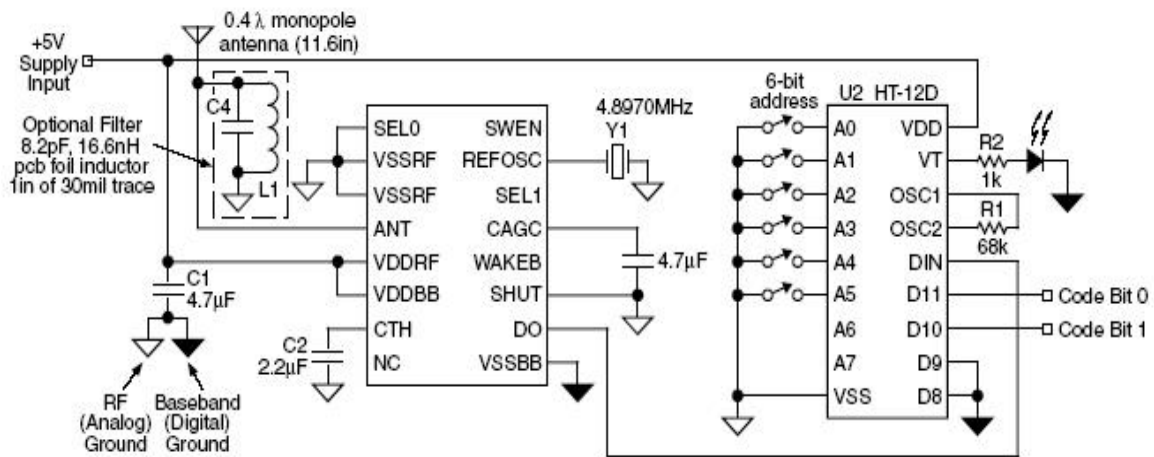 +5V
Supply
Input
0.4 λ monopole
antenna (11.6in)
Optional Filter
8.2pF, 16.6nH
pcb foil inductor
1in of 30mil trace
C4
L1
C1
4.7µF
C2
2.2µF
RF
(Analog)
Ground
Baseband
(Digital)
Ground
SEL0
VSSRF
VSSRF
ANT
VDDRF
VDDBB
CTH
NC
SWEN
REFOSC
SEL1
CAGC
WAKEB
SHUT
DO
VSSBB
4.8970MHz
Y1
4.7µF
6-bit
address
U2 HT-12D
A0
A1
A2
A3
A4
A5
A6
A7
VSS
VDD
VT
OSC1
OSC2
DIN
D11
D10
D9
D8
R2
1k
R1
68k
Code Bit 0
Code Bit 1